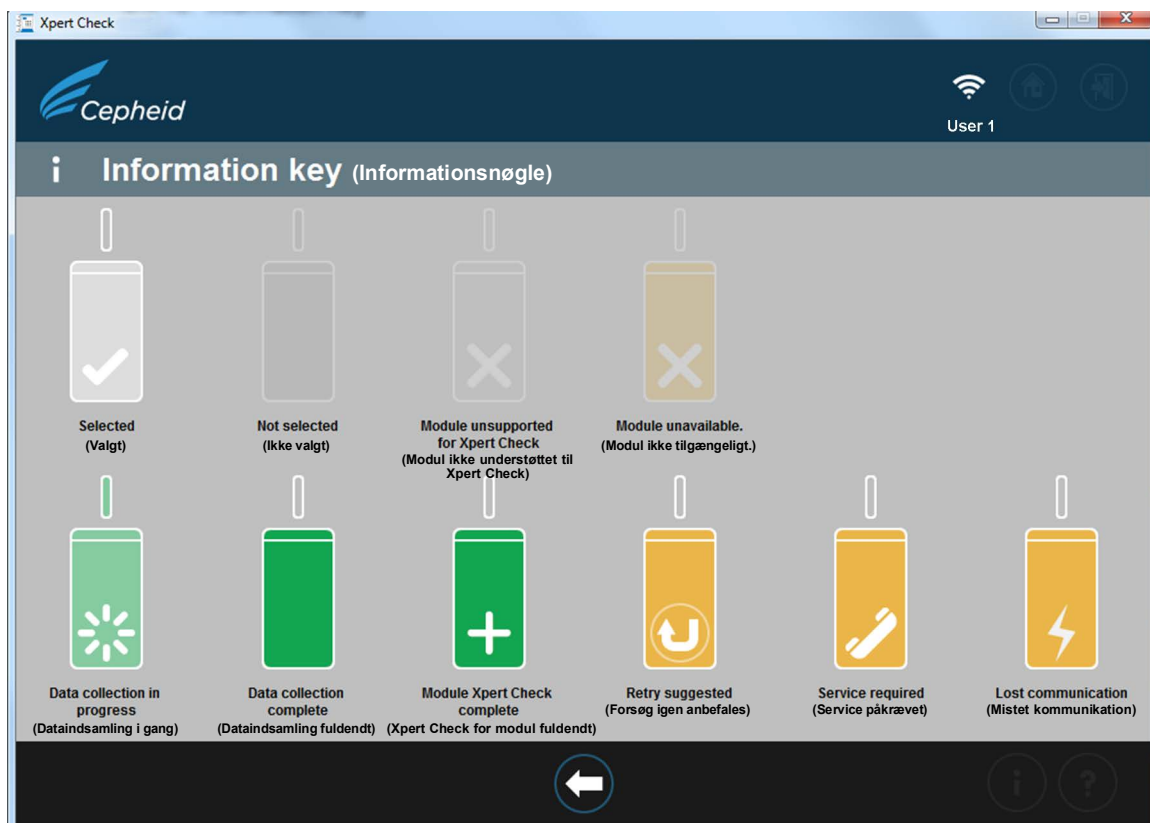 Xpert Check
Cepheid
User 1
i Information key (Informationsnøgle)
Selected
(Valgt)
Not selected
(Ikke valgt)
Module unsupported
for Xpert Check
(Modul ikke understøttet til
Xpert Check)
Module unavailable.
(Modul ikke tilgængeligt.)
Data collection in
progress
(Dataindsamling i gang)
Data collection
complete
(Dataindsamling fuldendt)
Module Xpert Check
complete
(Xpert Check for modul fuldendt)
Retry suggested
(Forsøg igen anbefales)
Service required
(Service påkrævet)
Lost communication
(Mistet kommunikation)
i ?